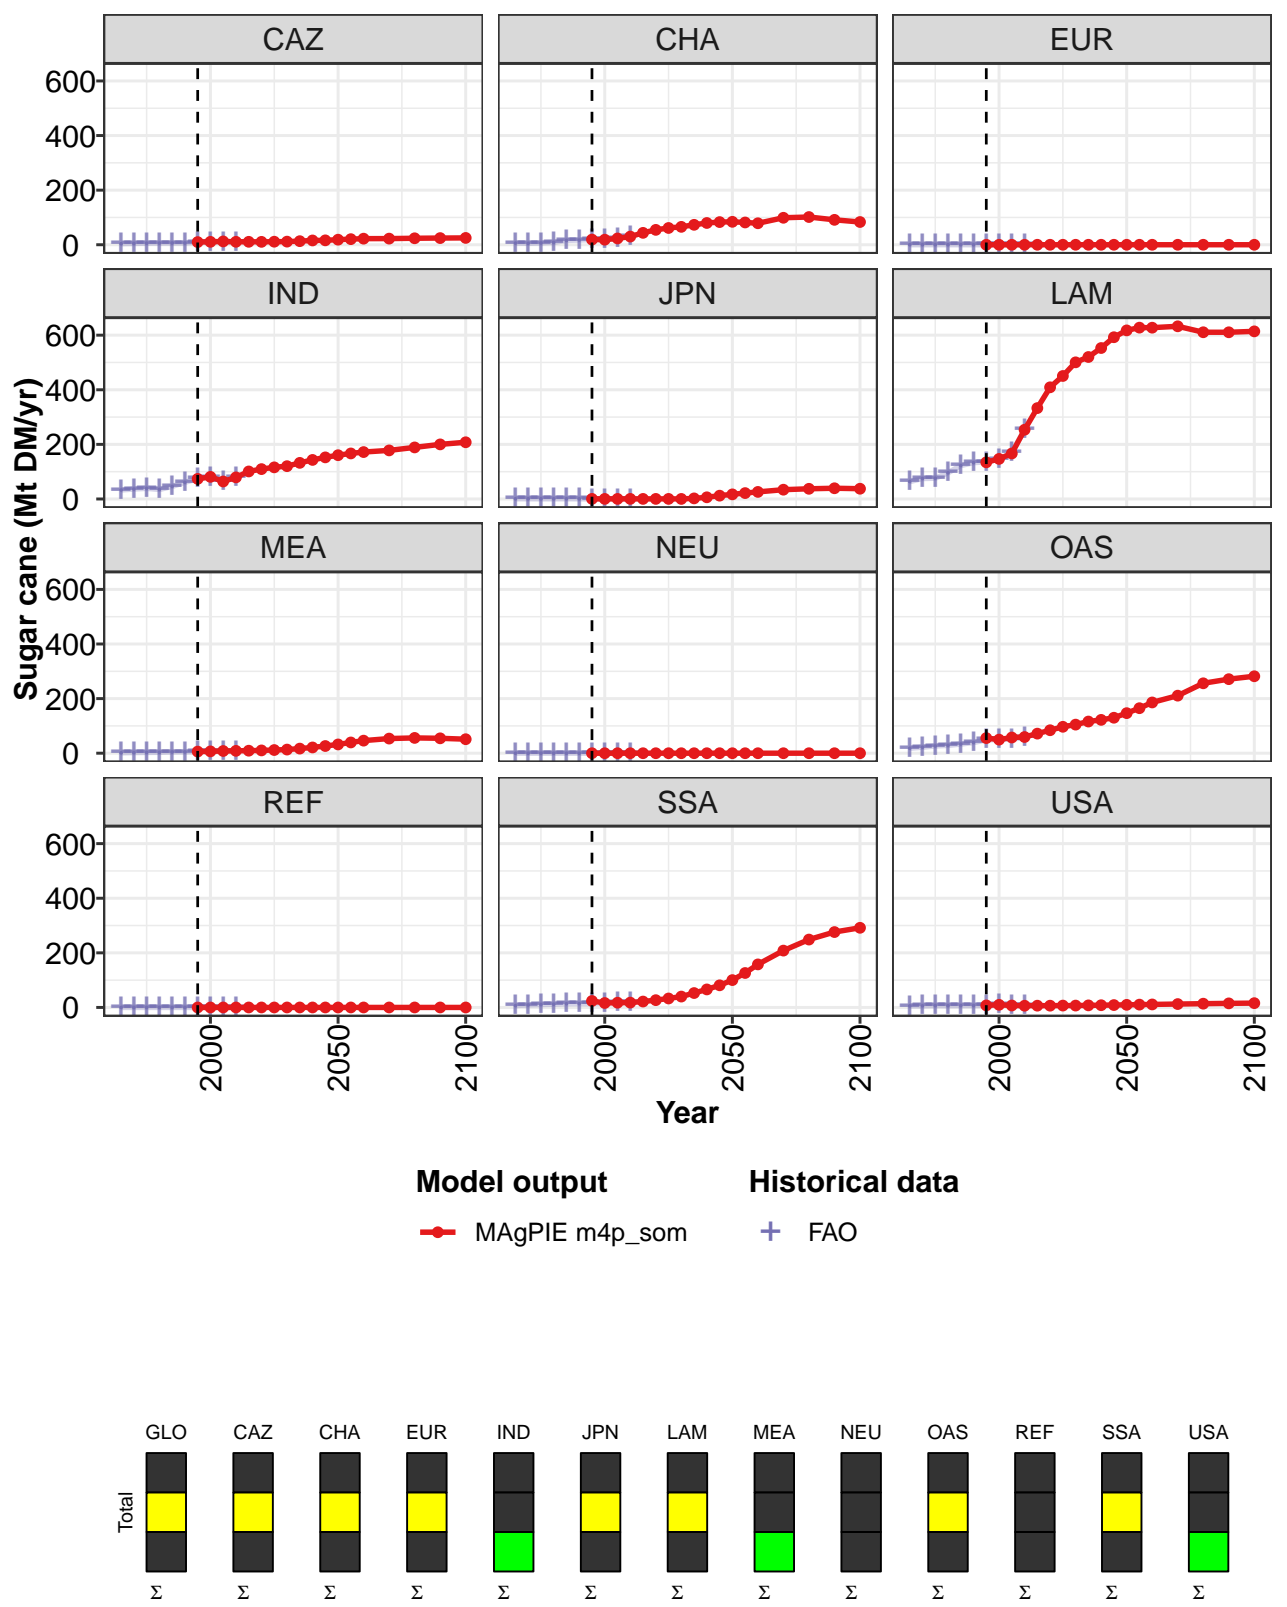 CAZ CHA EUR
600
400
200
0
IND JPN LAM
600
400
200
0
MEA NEU OAS
600
400
200
0
REF SSA USA
600
400
200
0
Sugar cane (Mt DM/yr)
2000 2050 2100 2000 2050 2100 2000 2050 2100
Year
Model output Historical data
MAgPIE m4p_som FAO
GLO CAZ CHA EUR IND JPN LAM MEA NEU OAS REF SSA USA
Total
Σ Σ Σ Σ Σ Σ Σ Σ Σ Σ Σ Σ Σ